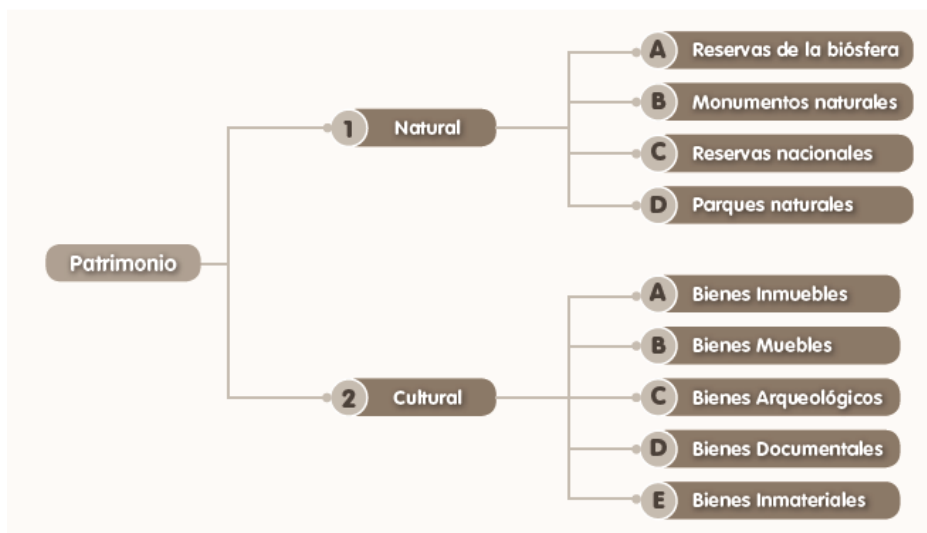 Patrimonio
1 Natural
A Reservas de la biósfera
B Monumentos naturales
C Reservas nacionales
D Parques naturales
2 Cultural
A Bienes Inmuebles
B Bienes Muebles
C Bienes Arqueológicos
D Bienes Documentales
E Bienes Inmateriales